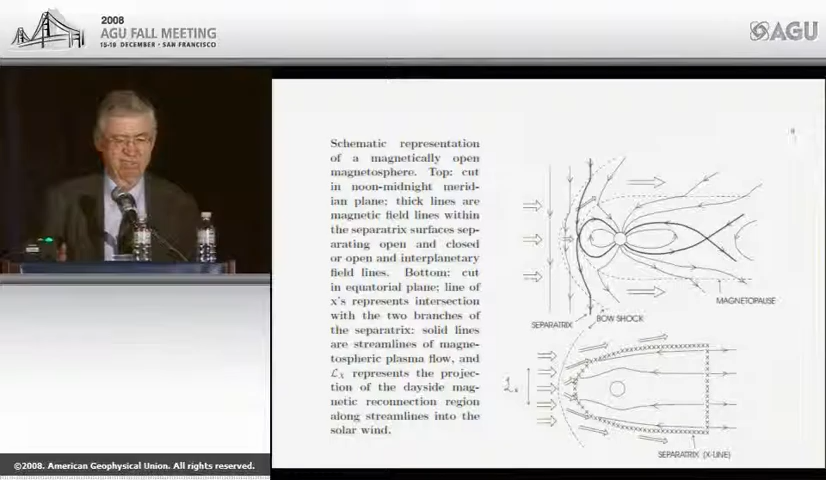 2008
AGU FALL MEETING
15-19 DECEMBER • SAN FRANCISCO
AGU
Schematic representation
of a magnetically open
magnetosphere. Top: cut
in noon-midnight merid-
ian plane; thick lines are
magnetic field lines within
the separatrix surfaces sep-
arating open and closed
or open and interplanetary
field lines. Bottom: cut
in equatorial plane; line of
x's represents intersection
with the two branches of
the separatrix; solid lines
are streamlines of magne-
tospheric plasma flow, and
ℒx represents the projec-
tion of the dayside mag-
netic reconnection region
along streamlines into the
solar wind.
MAGNETOPAUSE
BOW SHOCK
SEPARATRIX
ℒx
SEPARATRIX (X-LINE)
©2008. American Geophysical Union. All rights reserved.